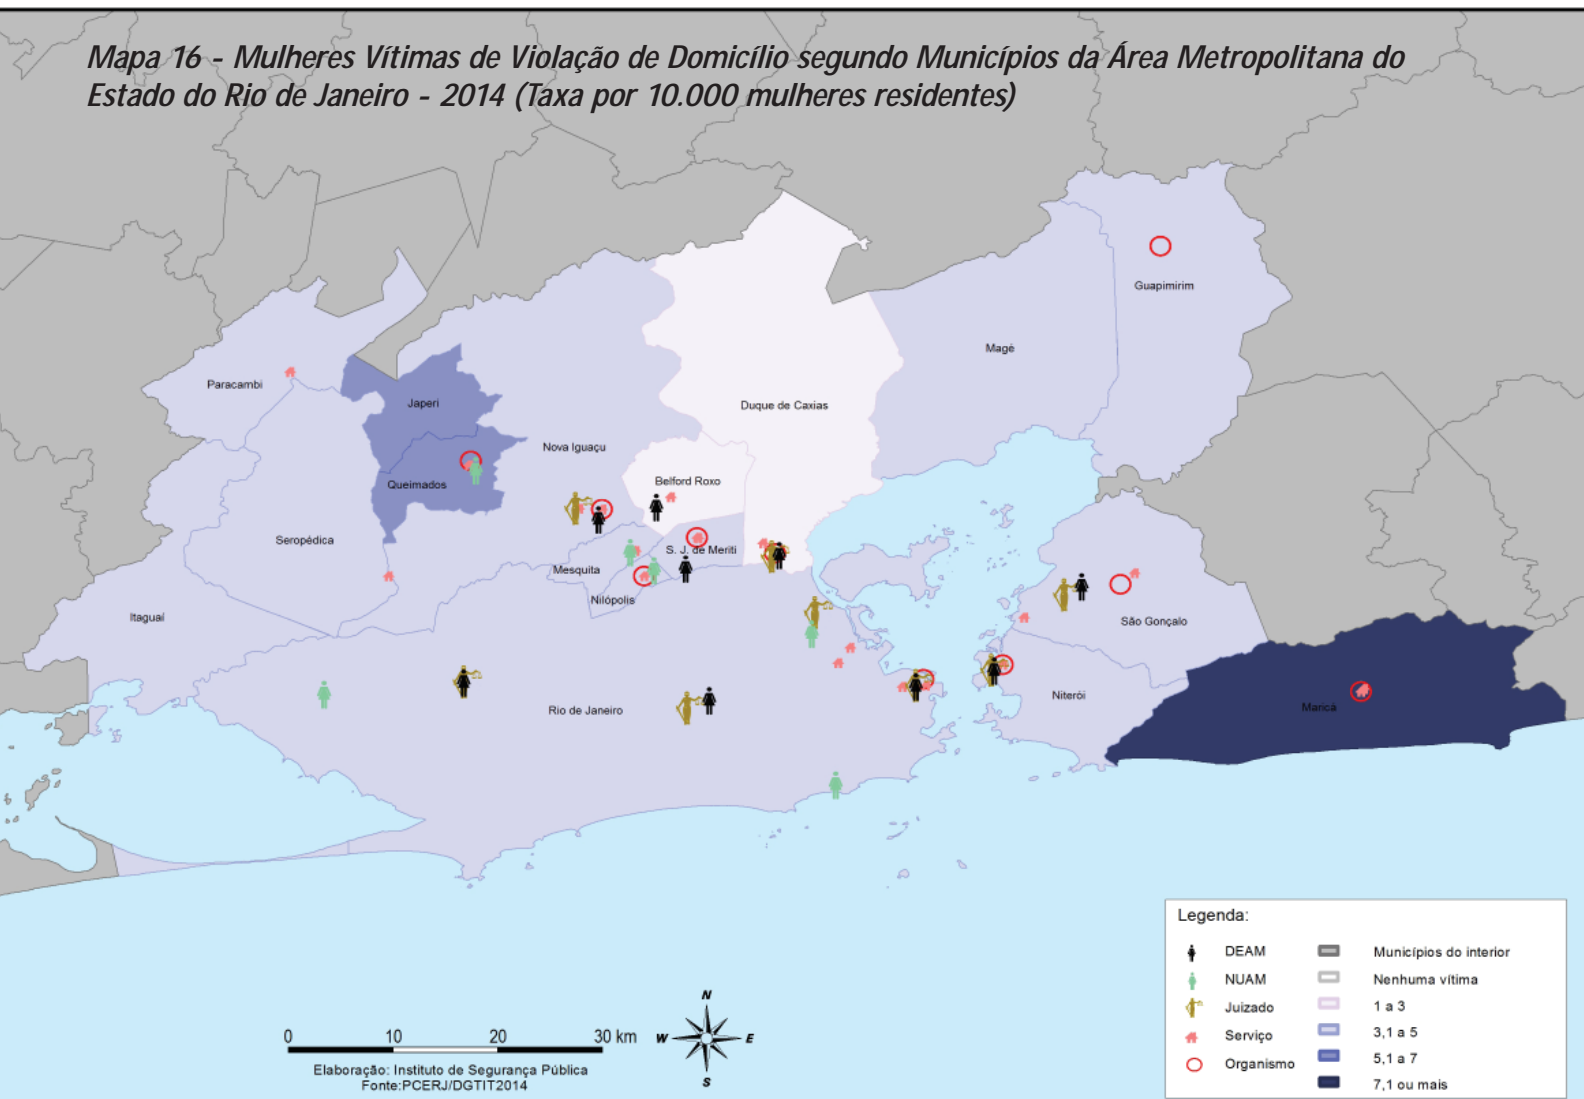 Mapa 16 - Mulheres Vítimas de Violação de Domicílio segundo Municípios da Área Metropolitana do
Estado do Rio de Janeiro - 2014 (Taxa por 10.000 mulheres residentes)
Guapimirim
Magé
Paracambi
Japeri
Duque de Caxias
Nova Iguaçu
Belford Roxo
Queimados
Seropédica
S. J. de Meriti
Mesquita
Nilópolis
Itaguaí
São Gonçalo
Niterói
Maricá
Rio de Janeiro
Legenda:
DEAM
NUAM
Juizado
Serviço
Organismo
Municípios do interior
Nenhuma vítima
1 a 3
3,1 a 5
5,1 a 7
7,1 ou mais
0 10 20 30 km
N
W E
S
Elaboração: Instituto de Segurança Pública
Fonte:PCERJ/DGTIT2014